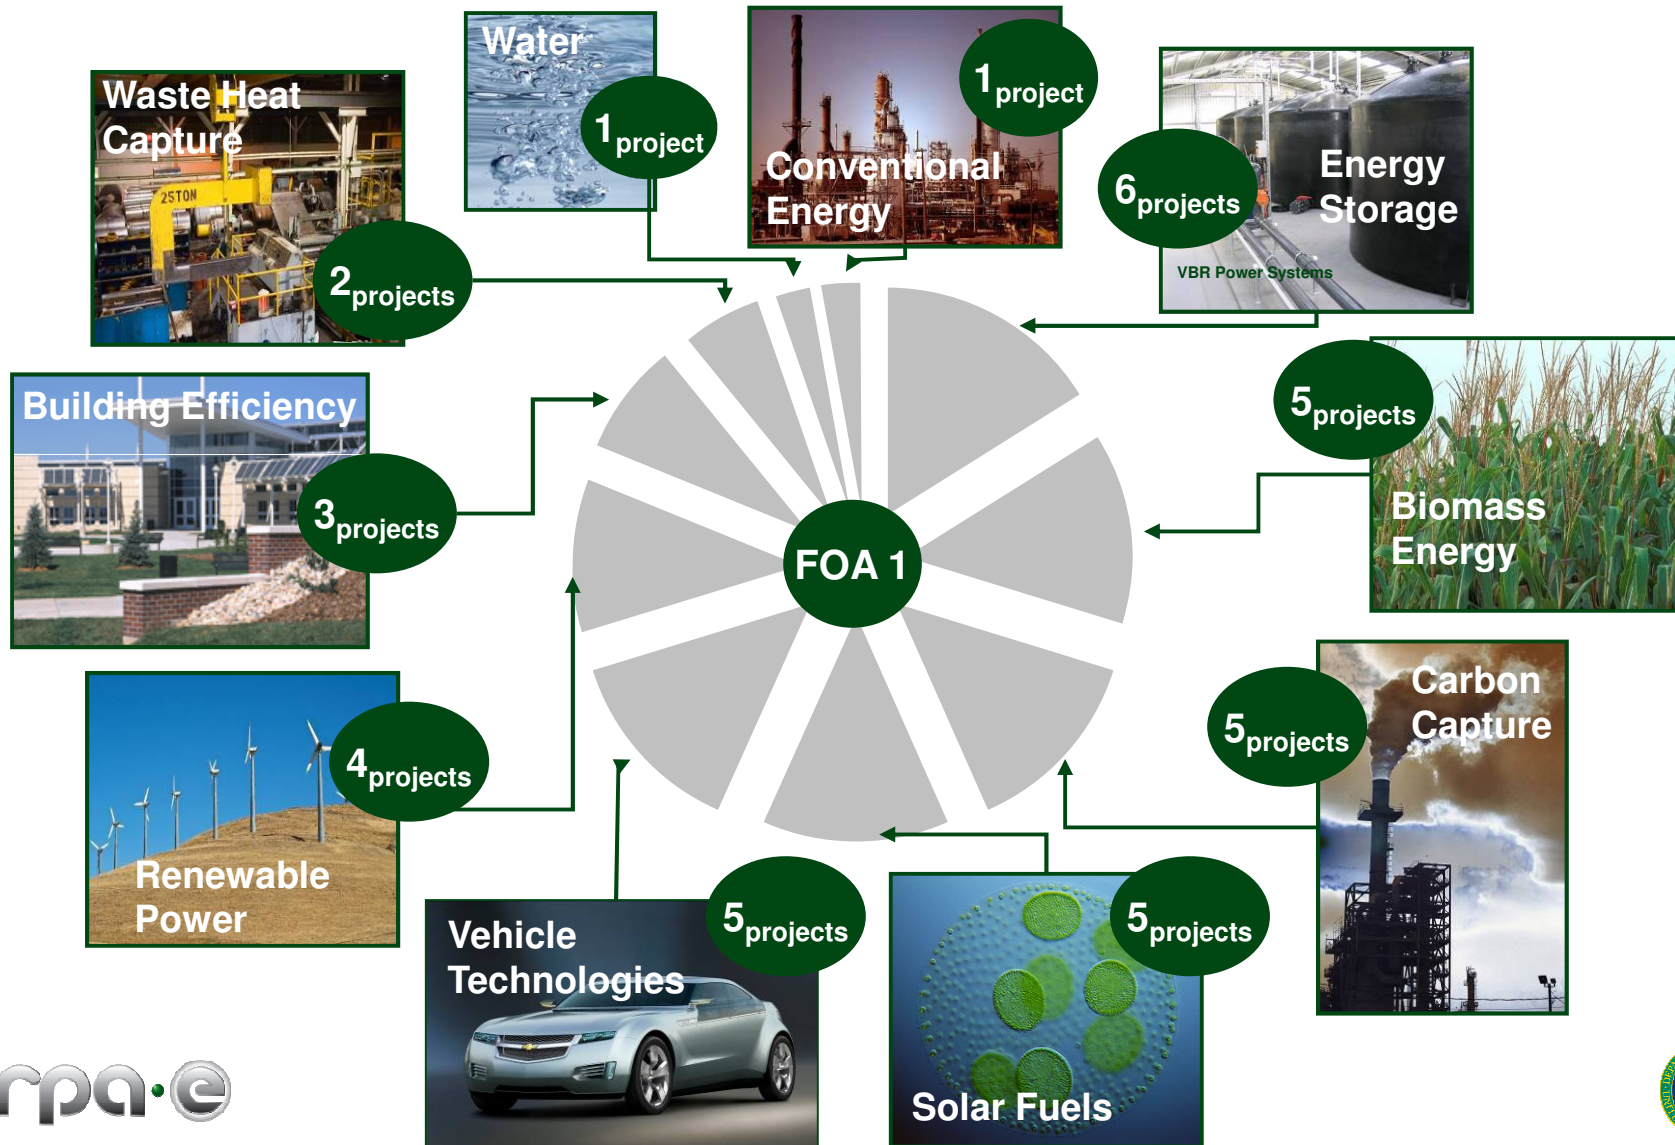 Water
1project
Conventional
Energy
1project
Energy
Storage
6projects
VBR Power Systems
Waste Heat
Capture
25TON
2projects
Building Efficiency
3projects
Biomass
Energy
5projects
FOA 1
Carbon
Capture
5projects
Renewable
Power
4projects
Vehicle
Technologies
5projects
Solar Fuels
5projects
rpa·e